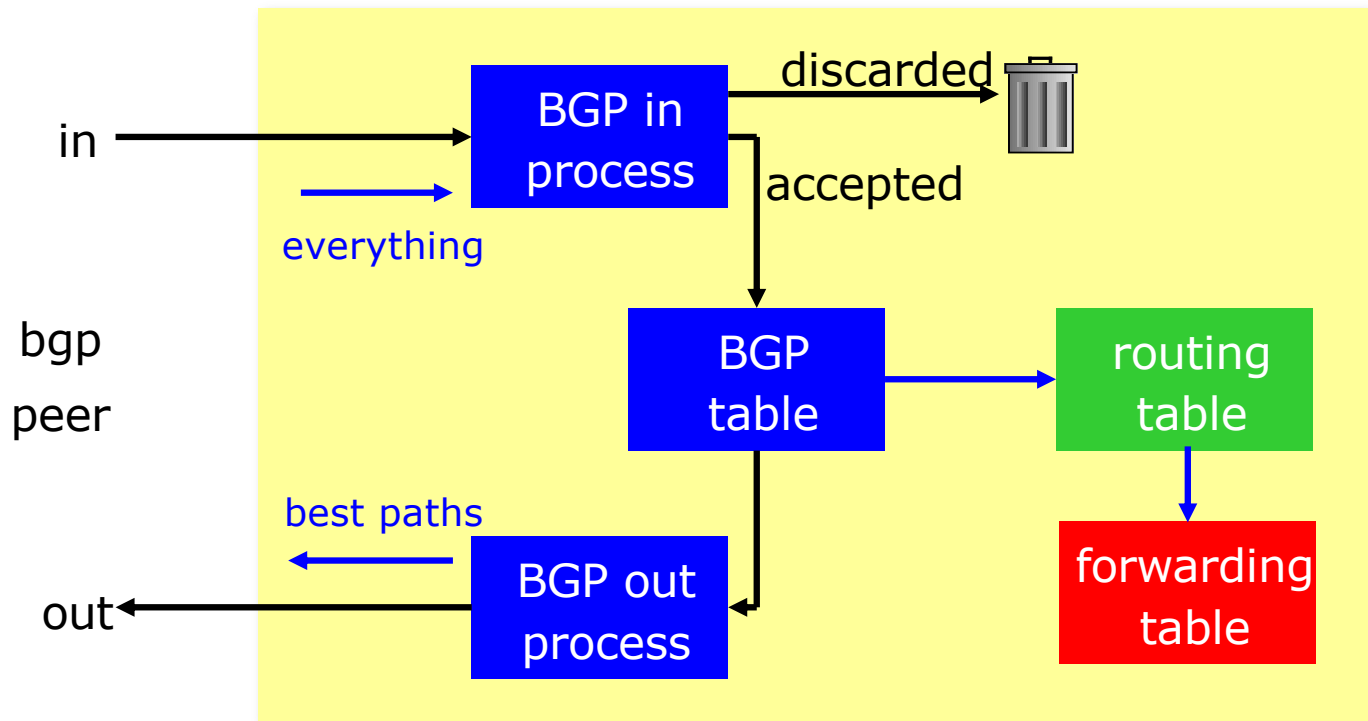 discarded
BGP in
process
in
accepted
everything
bgp
peer
BGP
table
routing
table
best paths
BGP out
process
forwarding
table
out